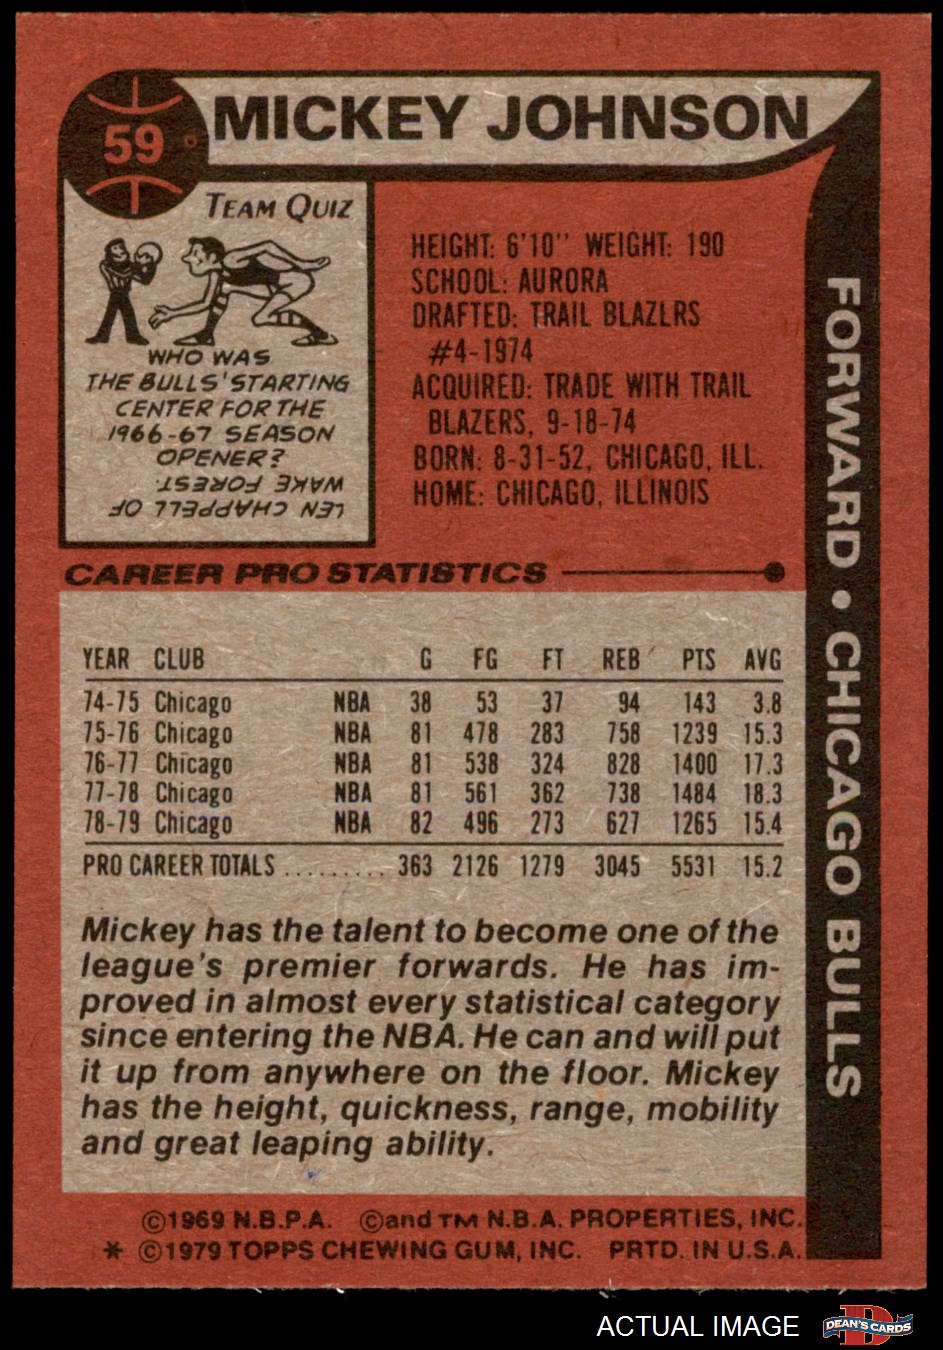 59
MICKEY JOHNSON
TEAM QUIZ
WHO WAS
THE BULLS' STARTING
CENTER FOR THE
1966-67 SEASON
OPENER?
LEN CHAPPELL OF
WAKE FOREST.
HEIGHT: 6'10" WEIGHT: 190
SCHOOL: AURORA
DRAFTED: TRAIL BLAZLRS
#4-1974
ACQUIRED: TRADE WITH TRAIL
BLAZERS, 9-18-74
BORN: 8-31-52, CHICAGO, ILL.
HOME: CHICAGO, ILLINOIS
FORWARD • CHICAGO BULLS
CAREER PRO STATISTICS
YEAR CLUB G FG FT REB PTS AVG
74-75 Chicago NBA 38 53 37 94 143 3.8
75-76 Chicago NBA 81 478 283 758 1239 15.3
76-77 Chicago NBA 81 538 324 828 1400 17.3
77-78 Chicago NBA 81 561 362 738 1484 18.3
78-79 Chicago NBA 82 496 273 627 1265 15.4
PRO CAREER TOTALS ......... 363 2126 1279 3045 5531 15.2
Mickey has the talent to become one of the
league's premier forwards. He has im-
proved in almost every statistical category
since entering the NBA. He can and will put
it up from anywhere on the floor. Mickey
has the height, quickness, range, mobility
and great leaping ability.
©1969 N.B.P.A. ©and TM N.B.A. PROPERTIES, INC.
* ©1979 TOPPS CHEWING GUM, INC. PRTD. IN U.S.A.
ACTUAL IMAGE
D
DEAN'S CARDS